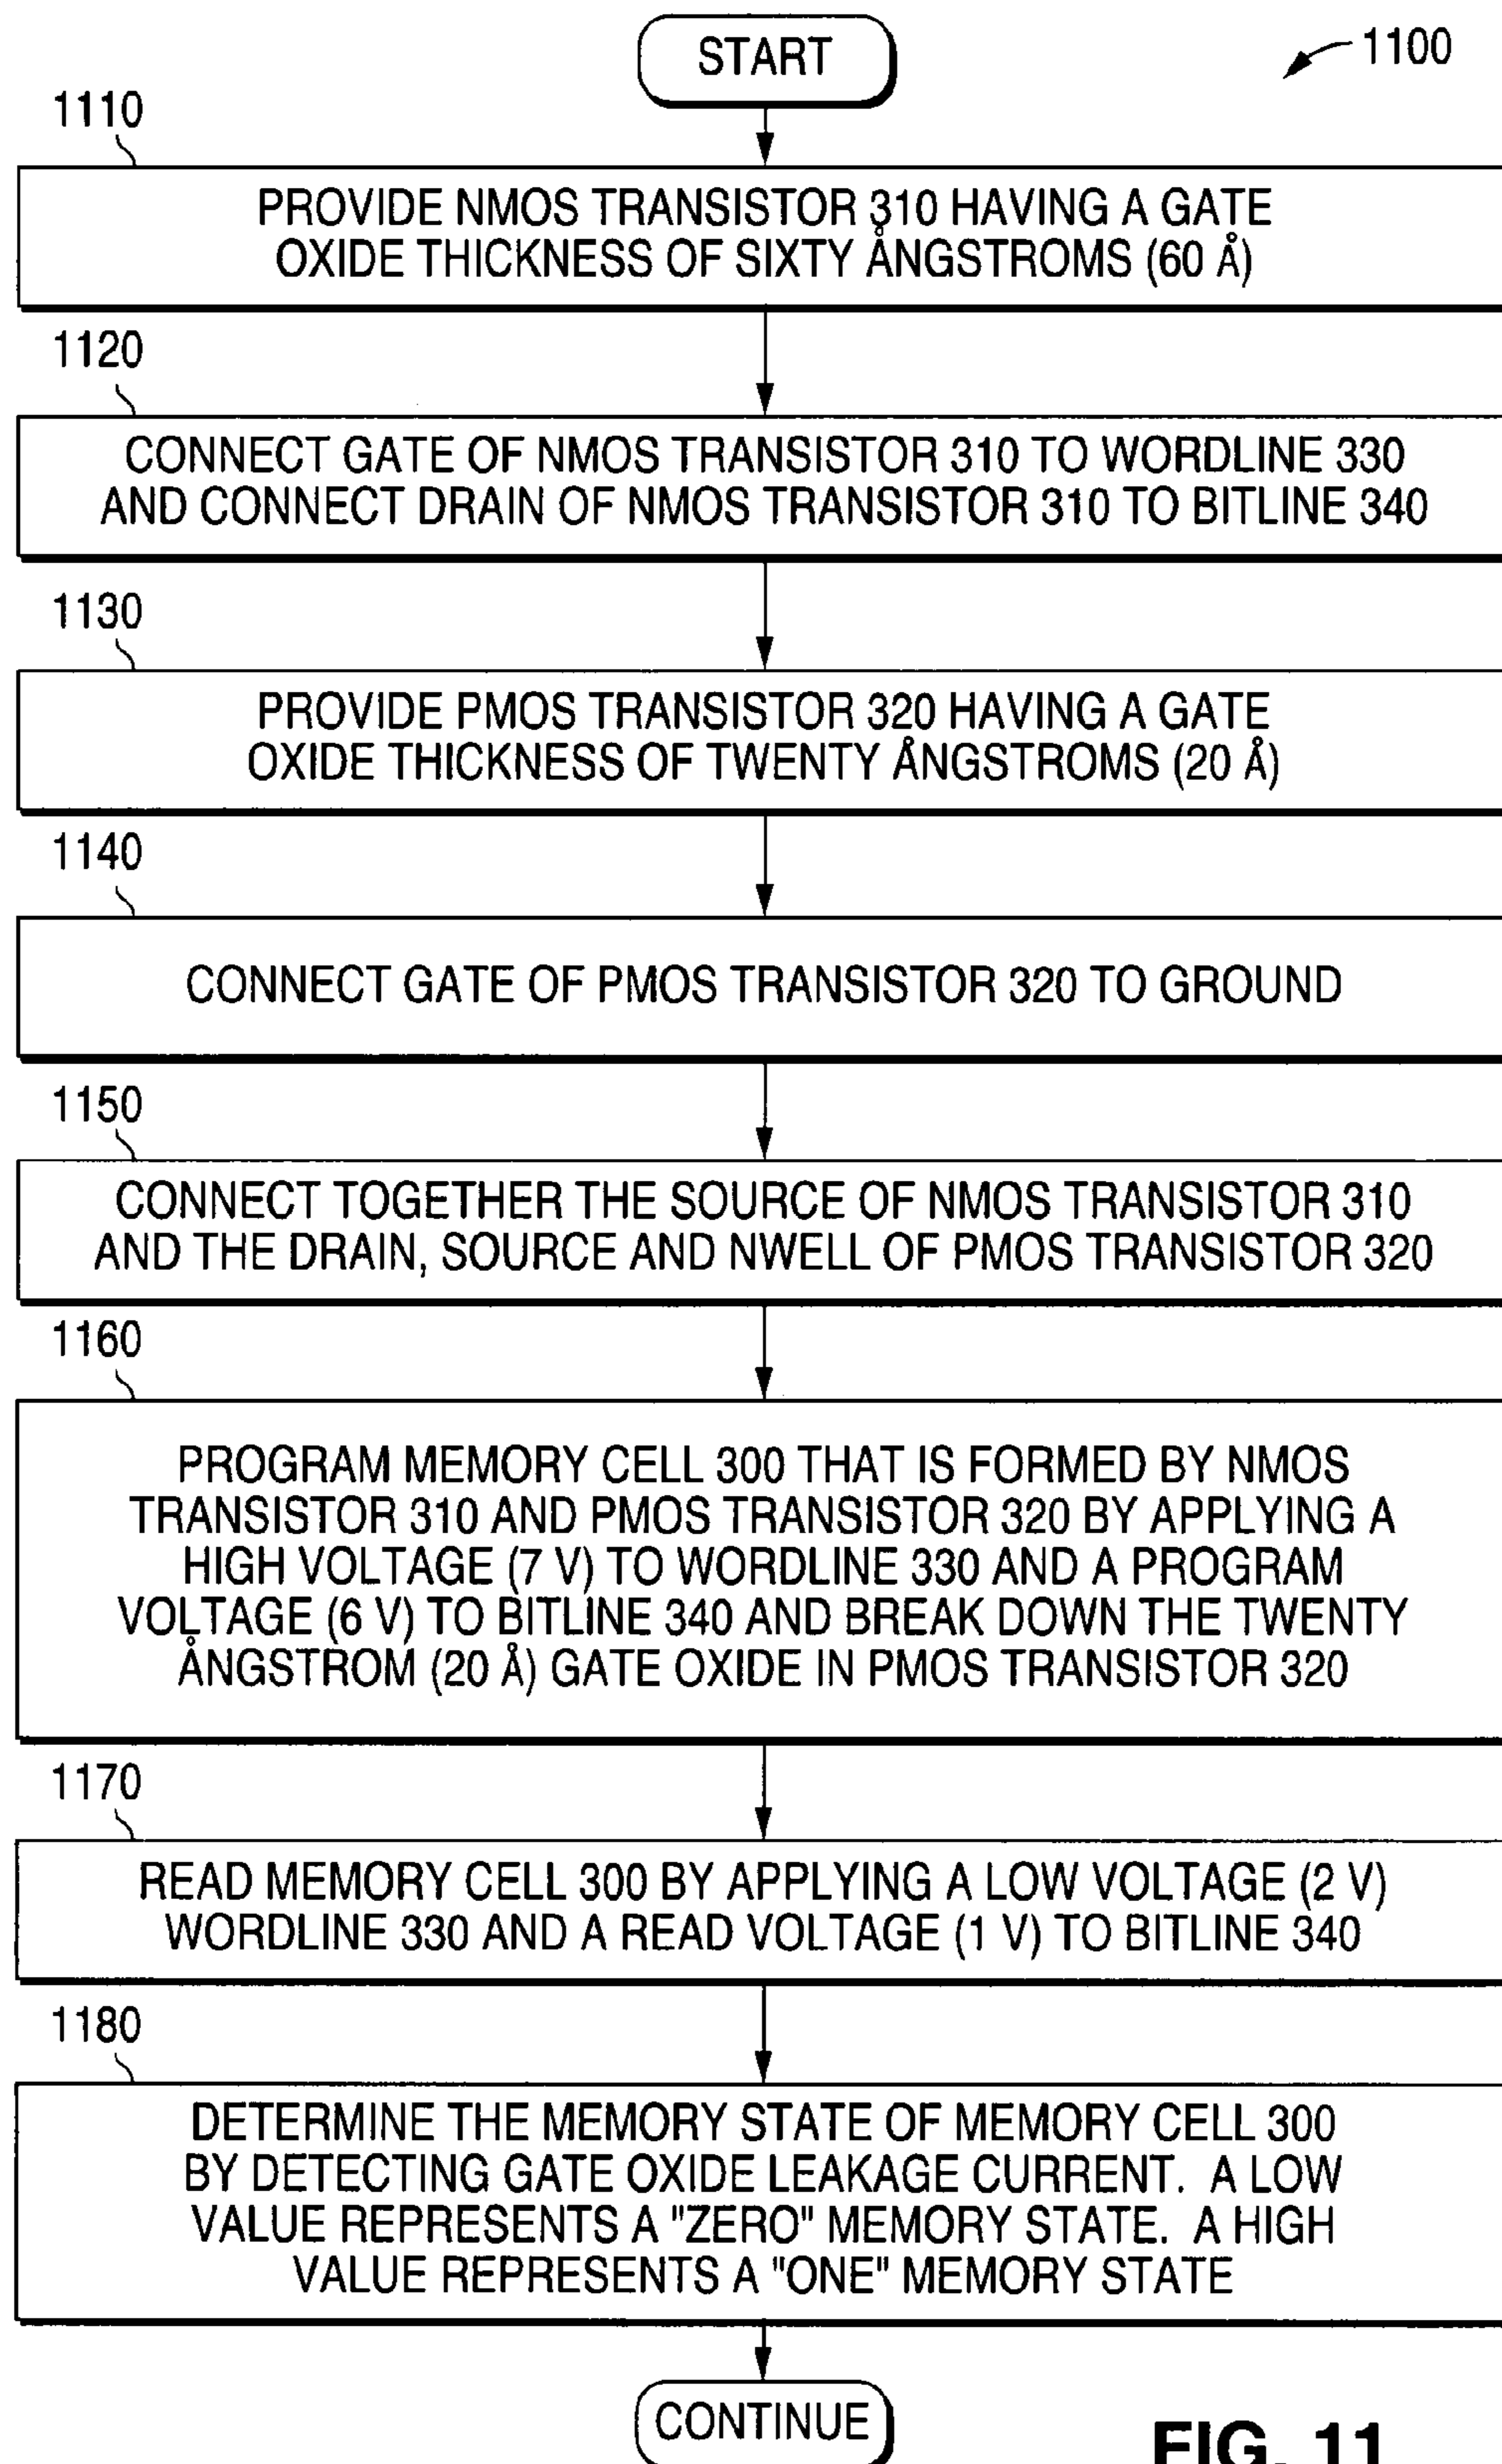 START
1100
1110
PROVIDE NMOS TRANSISTOR 310 HAVING A GATE
OXIDE THICKNESS OF SIXTY ÅNGSTROMS (60 Å)
1120
CONNECT GATE OF NMOS TRANSISTOR 310 TO WORDLINE 330
AND CONNECT DRAIN OF NMOS TRANSISTOR 310 TO BITLINE 340
1130
PROVIDE PMOS TRANSISTOR 320 HAVING A GATE
OXIDE THICKNESS OF TWENTY ÅNGSTROMS (20 Å)
1140
CONNECT GATE OF PMOS TRANSISTOR 320 TO GROUND
1150
CONNECT TOGETHER THE SOURCE OF NMOS TRANSISTOR 310
AND THE DRAIN, SOURCE AND NWELL OF PMOS TRANSISTOR 320
1160
PROGRAM MEMORY CELL 300 THAT IS FORMED BY NMOS
TRANSISTOR 310 AND PMOS TRANSISTOR 320 BY APPLYING A
HIGH VOLTAGE (7 V) TO WORDLINE 330 AND A PROGRAM
VOLTAGE (6 V) TO BITLINE 340 AND BREAK DOWN THE TWENTY
ÅNGSTROM (20 Å) GATE OXIDE IN PMOS TRANSISTOR 320
1170
READ MEMORY CELL 300 BY APPLYING A LOW VOLTAGE (2 V)
WORDLINE 330 AND A READ VOLTAGE (1 V) TO BITLINE 340
1180
DETERMINE THE MEMORY STATE OF MEMORY CELL 300
BY DETECTING GATE OXIDE LEAKAGE CURRENT. A LOW
VALUE REPRESENTS A "ZERO" MEMORY STATE. A HIGH
VALUE REPRESENTS A "ONE" MEMORY STATE
CONTINUE
FIG. 11